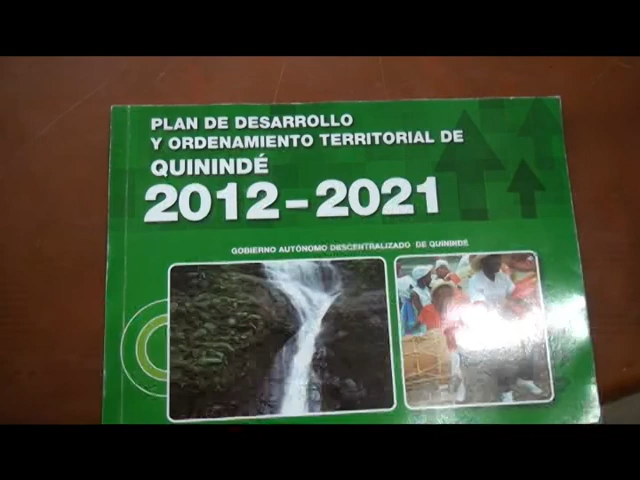 PLAN DE DESARROLLO
Y ORDENAMIENTO TERRITORIAL DE
QUININDÉ
2012-2021
GOBIERNO AUTÓNOMO DESCENTRALIZADO DE QUININDÉ